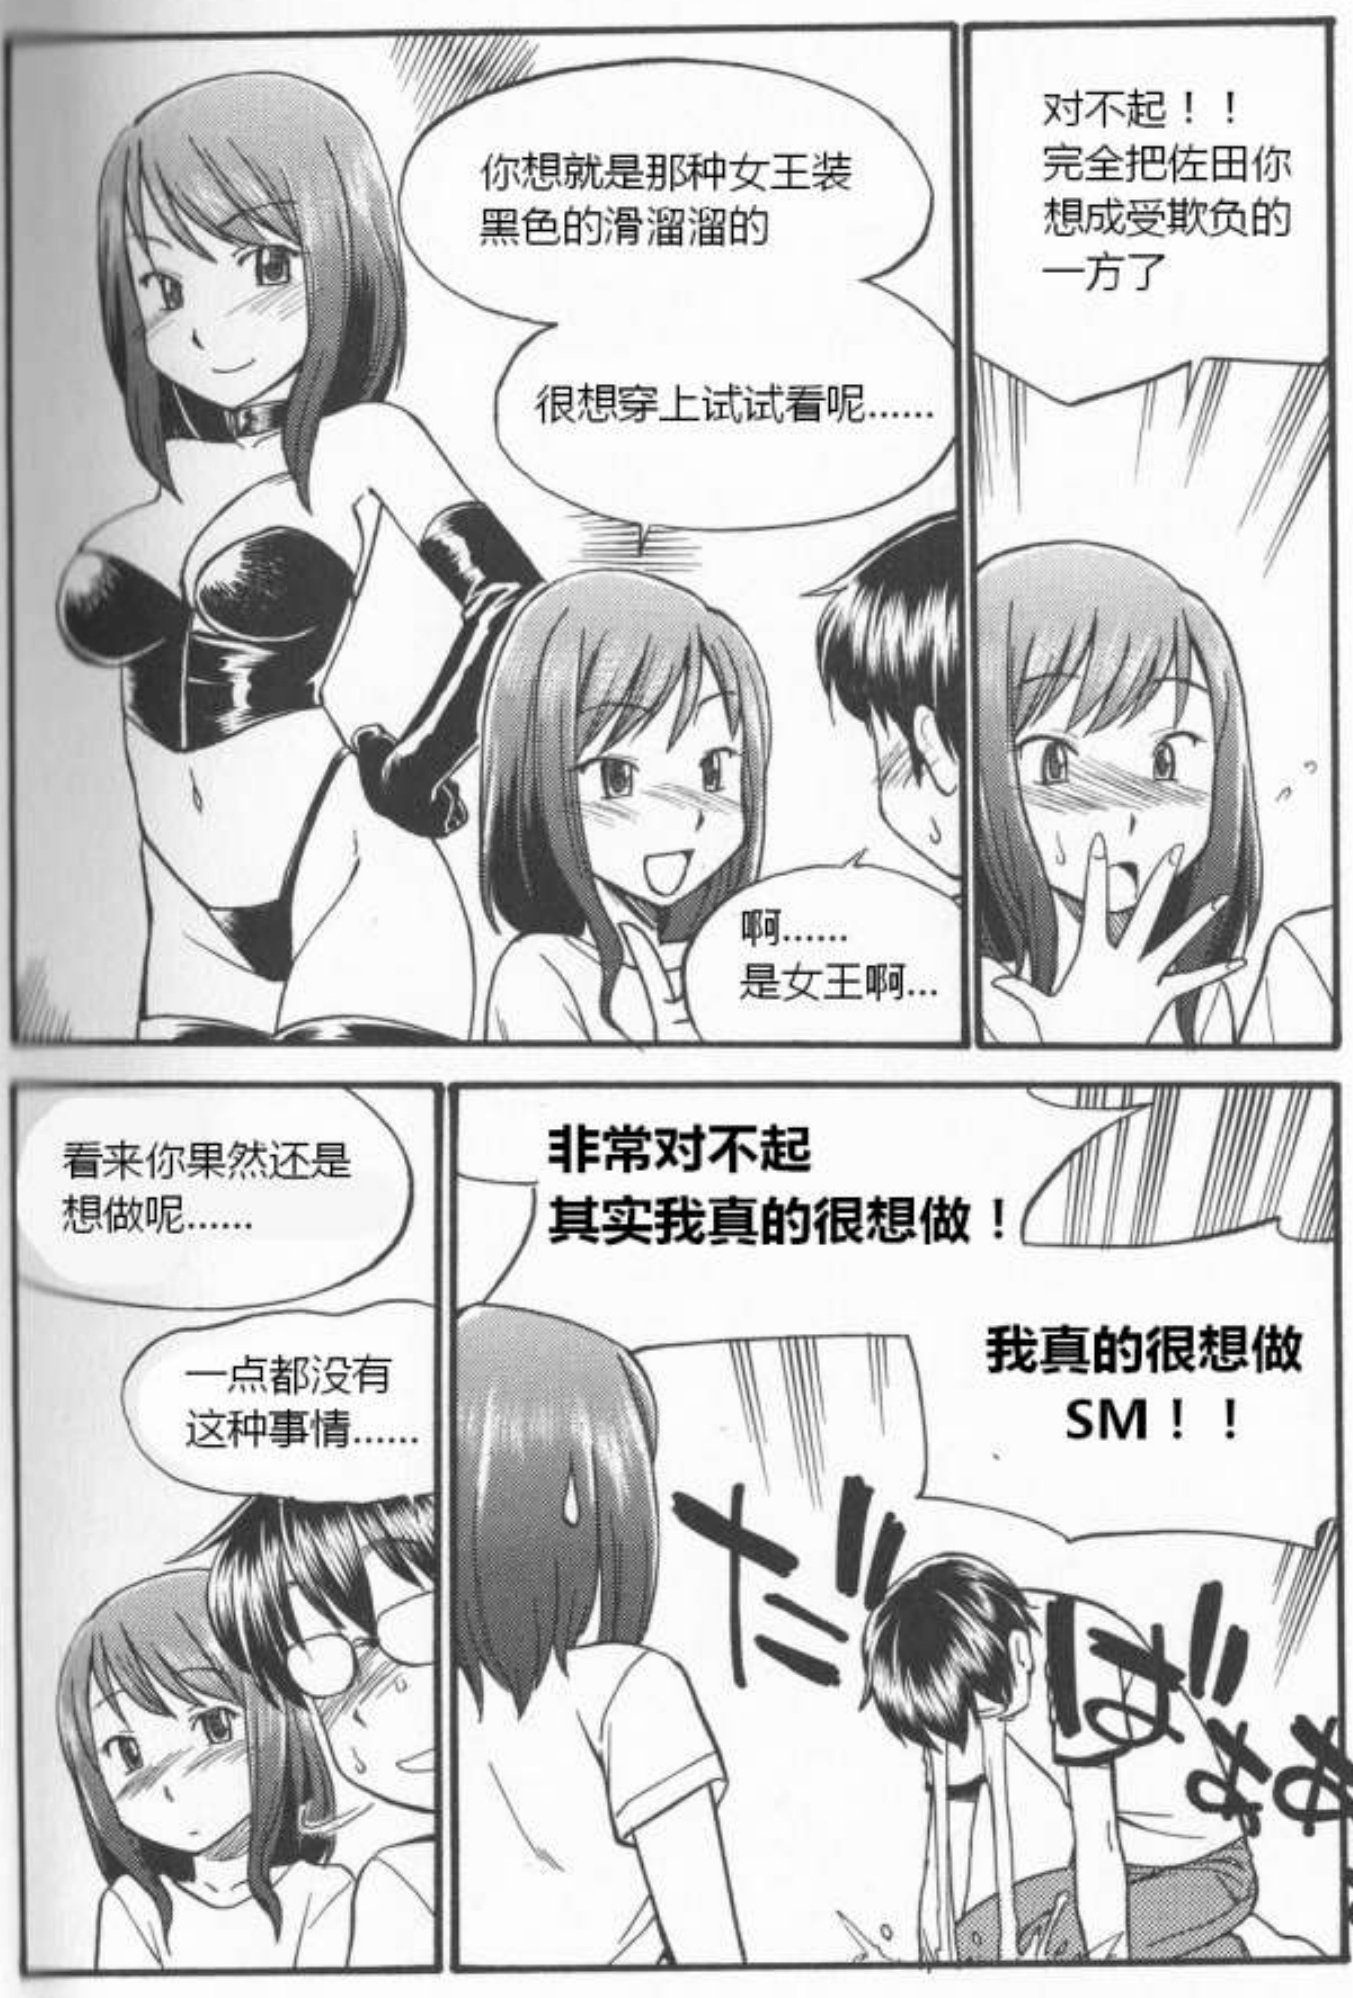 对不起！！
完全把佐田你
想成受欺负的
一方了
你想就是那种女王装
黑色的滑溜溜的
很想穿上试试看呢……
啊……
是女王啊…
非常对不起
其实我真的很想做！
我真的很想做
SM！！
だばぁぁ
看来你果然还是
想做呢……
一点都没有
这种事情……